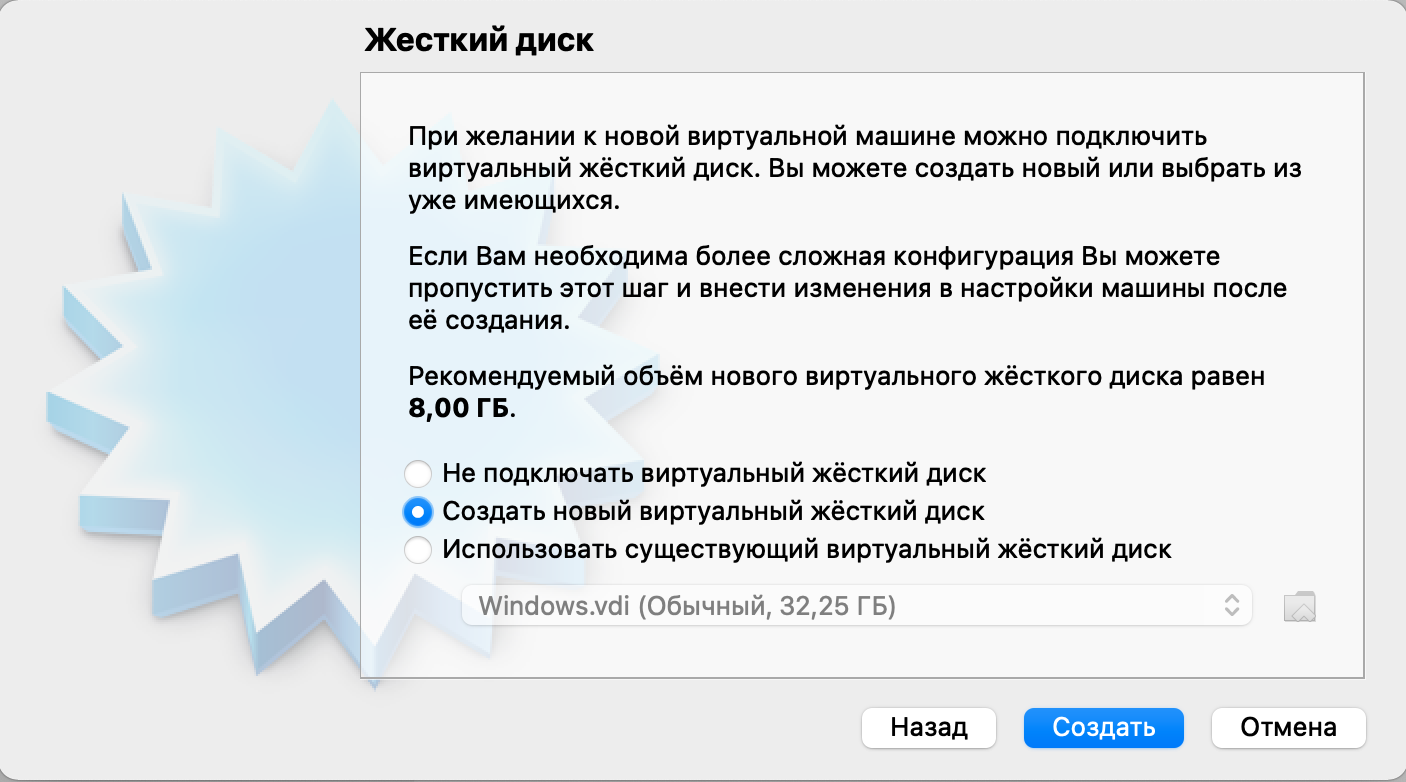 Жесткий диск
При желании к новой виртуальной машине можно подключить
виртуальный жёсткий диск. Вы можете создать новый или выбрать из
уже имеющихся.
Если Вам необходима более сложная конфигурация Вы можете
пропустить этот шаг и внести изменения в настройки машины после
её создания.
Рекомендуемый объём нового виртуального жёсткого диска равен
8,00 ГБ.
Не подключать виртуальный жёсткий диск
Создать новый виртуальный жёсткий диск
Использовать существующий виртуальный жёсткий диск
Windows.vdi (Обычный, 32,25 ГБ)
Назад
Создать
Отмена